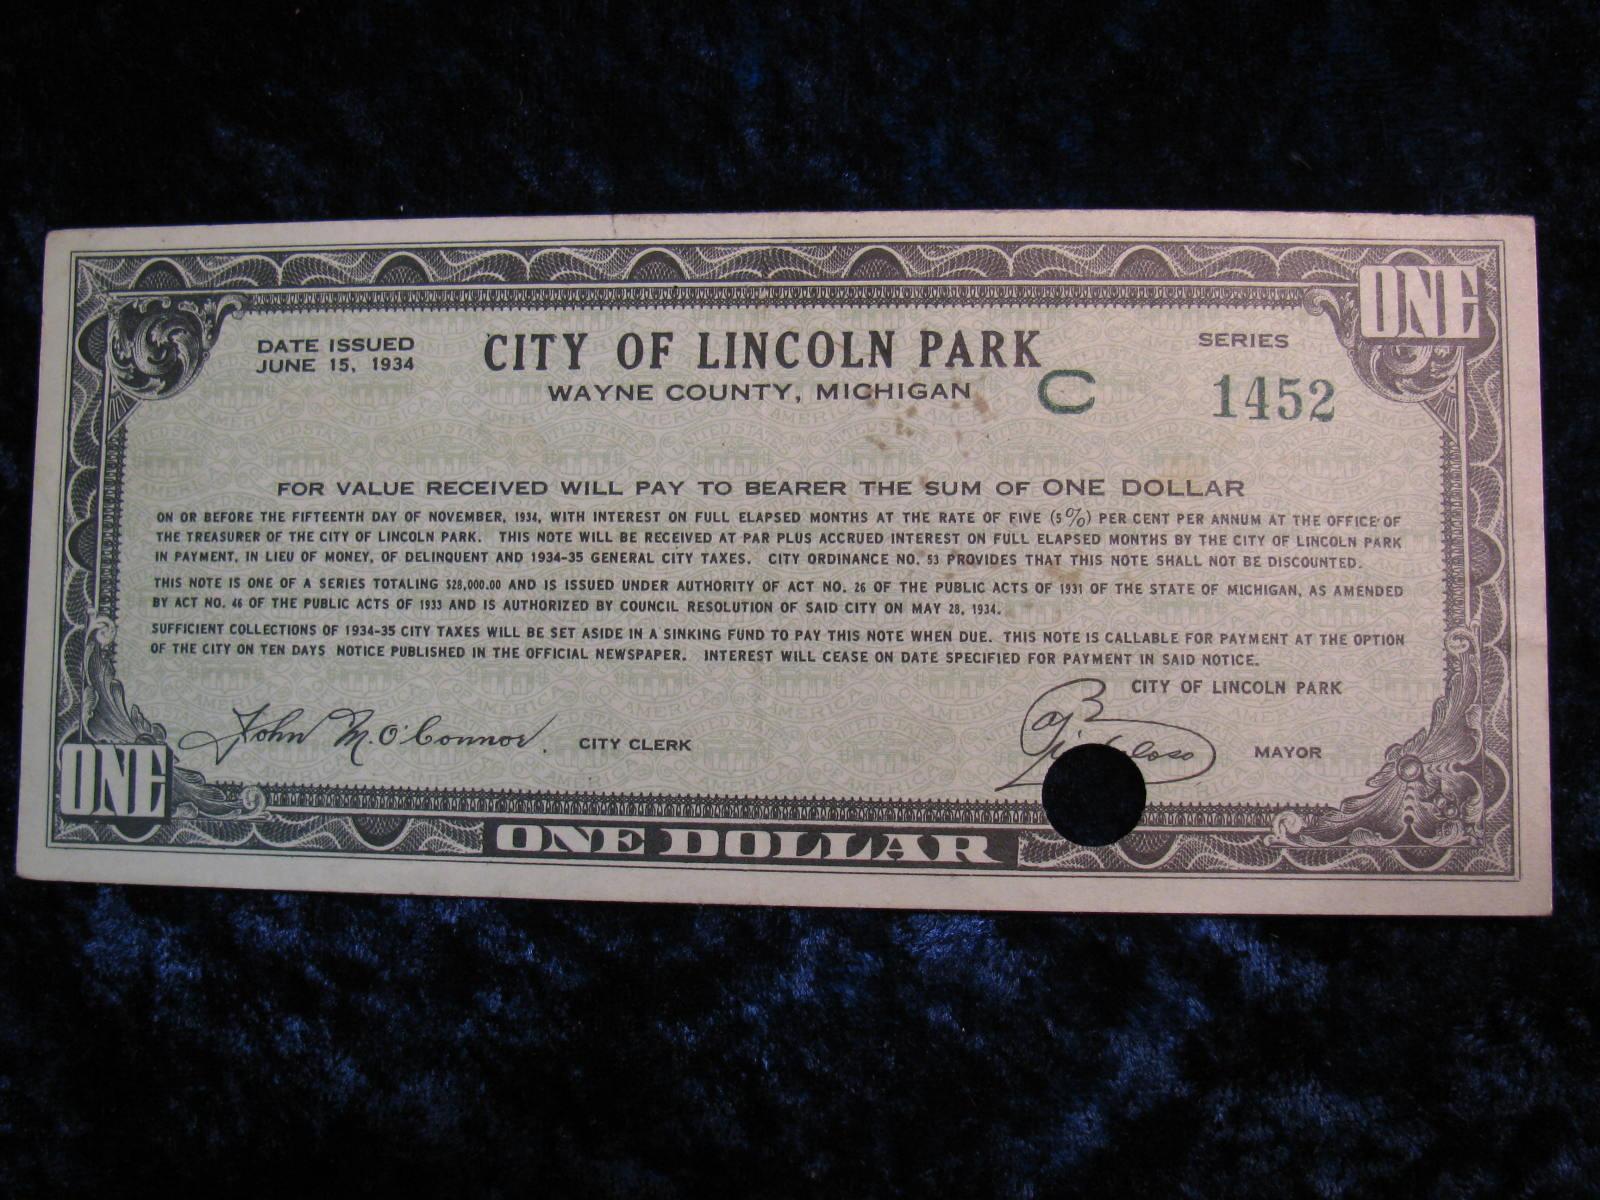 ONE
DATE ISSUED
JUNE 15, 1934
CITY OF LINCOLN PARK
WAYNE COUNTY, MICHIGAN
SERIES
C 1452
FOR VALUE RECEIVED WILL PAY TO BEARER THE SUM OF ONE DOLLAR
ON OR BEFORE THE FIFTEENTH DAY OF NOVEMBER, 1934, WITH INTEREST ON FULL ELAPSED MONTHS AT THE RATE OF FIVE (5%) PER CENT PER ANNUM AT THE OFFICE OF
THE TREASURER OF THE CITY OF LINCOLN PARK. THIS NOTE WILL BE RECEIVED AT PAR PLUS ACCRUED INTEREST ON FULL ELAPSED MONTHS BY THE CITY OF LINCOLN PARK
IN PAYMENT, IN LIEU OF MONEY, OF DELINQUENT AND 1934-35 GENERAL CITY TAXES. CITY ORDINANCE NO. 53 PROVIDES THAT THIS NOTE SHALL NOT BE DISCOUNTED.
THIS NOTE IS ONE OF A SERIES TOTALING $28,000.00 AND IS ISSUED UNDER AUTHORITY OF ACT NO. 26 OF THE PUBLIC ACTS OF 1931 OF THE STATE OF MICHIGAN, AS AMENDED
BY ACT NO. 46 OF THE PUBLIC ACTS OF 1933 AND IS AUTHORIZED BY COUNCIL RESOLUTION OF SAID CITY ON MAY 28, 1934.
SUFFICIENT COLLECTIONS OF 1934-35 CITY TAXES WILL BE SET ASIDE IN A SINKING FUND TO PAY THIS NOTE WHEN DUE. THIS NOTE IS CALLABLE FOR PAYMENT AT THE OPTION
OF THE CITY ON TEN DAYS NOTICE PUBLISHED IN THE OFFICIAL NEWSPAPER. INTEREST WILL CEASE ON DATE SPECIFIED FOR PAYMENT IN SAID NOTICE.
CITY OF LINCOLN PARK
John M. O'Connor. CITY CLERK
MAYOR
ONE
ONE DOLLAR